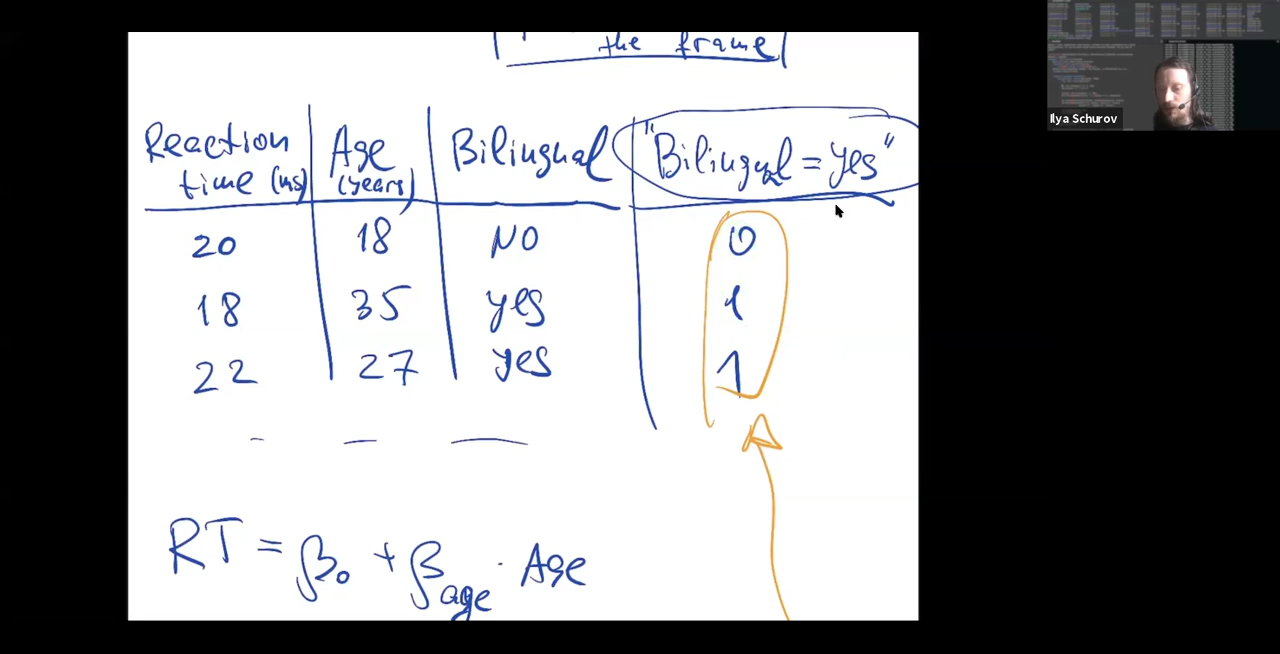 the frame
Reaction time (ms) Age (years) Bilingual "Bilingual = yes"
20 18 NO 0
18 35 yes 1
22 27 yes 1
RT = β₀ + β age · Age
Ilya Schurov